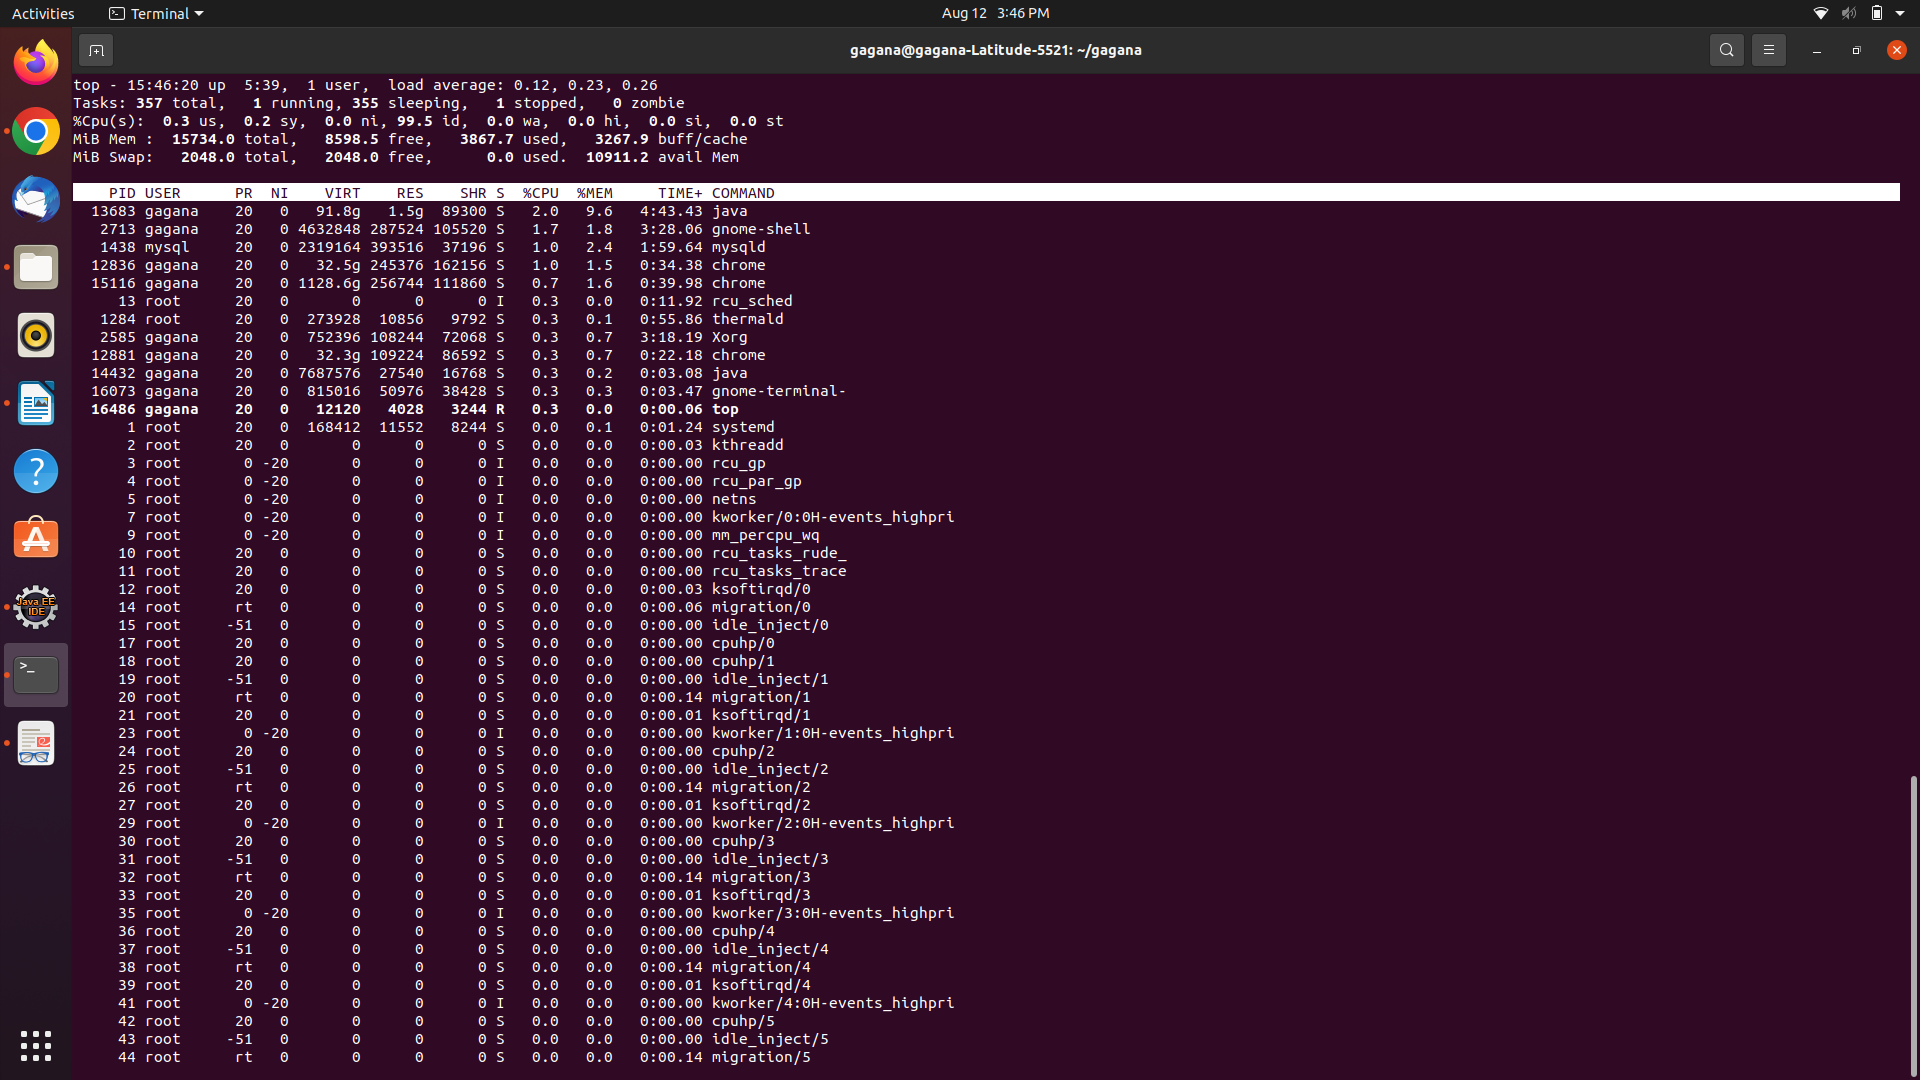 Activities
Terminal
Aug 12 3:46 PM
gagana@gagana-Latitude-5521: ~/gagana
top - 15:46:20 up  5:39,  1 user,  load average: 0.12, 0.23, 0.26
Tasks: 357 total,   1 running, 355 sleeping,   1 stopped,   0 zombie
%Cpu(s):  0.3 us,  0.2 sy,  0.0 ni, 99.5 id,  0.0 wa,  0.0 hi,  0.0 si,  0.0 st
MiB Mem :  15734.0 total,   8598.5 free,   3867.7 used,   3267.9 buff/cache
MiB Swap:   2048.0 total,   2048.0 free,      0.0 used.  10911.2 avail Mem
PID USER PR NI VIRT RES SHR S %CPU %MEM TIME+ COMMAND
13683 gagana 20 0 91.8g 1.5g 89300 S 2.0 9.6 4:43.43 java
2713 gagana 20 0 4632848 287524 105520 S 1.7 1.8 3:28.06 gnome-shell
1438 mysql 20 0 2319164 393516 37196 S 1.0 2.4 1:59.64 mysqld
12836 gagana 20 0 32.5g 245376 162156 S 1.0 1.5 0:34.38 chrome
15116 gagana 20 0 1128.6g 256744 111860 S 0.7 1.6 0:39.98 chrome
13 root 20 0 0 0 0 I 0.3 0.0 0:11.92 rcu_sched
1284 root 20 0 273928 10856 9792 S 0.3 0.1 0:55.86 thermald
2585 gagana 20 0 752396 108244 72068 S 0.3 0.7 3:18.19 Xorg
12881 gagana 20 0 32.3g 109224 86592 S 0.3 0.7 0:22.18 chrome
14432 gagana 20 0 7687576 27540 16768 S 0.3 0.2 0:03.08 java
16073 gagana 20 0 815016 50976 38428 S 0.3 0.3 0:03.47 gnome-terminal-
16486 gagana 20 0 12120 4028 3244 R 0.3 0.0 0:00.06 top
1 root 20 0 168412 11552 8244 S 0.0 0.1 0:01.24 systemd
2 root 20 0 0 0 0 S 0.0 0.0 0:00.03 kthreadd
3 root 0 -20 0 0 0 I 0.0 0.0 0:00.00 rcu_gp
4 root 0 -20 0 0 0 I 0.0 0.0 0:00.00 rcu_par_gp
5 root 0 -20 0 0 0 I 0.0 0.0 0:00.00 netns
7 root 0 -20 0 0 0 I 0.0 0.0 0:00.00 kworker/0:0H-events_highpri
9 root 0 -20 0 0 0 I 0.0 0.0 0:00.00 mm_percpu_wq
10 root 20 0 0 0 0 S 0.0 0.0 0:00.00 rcu_tasks_rude_
11 root 20 0 0 0 0 S 0.0 0.0 0:00.00 rcu_tasks_trace
12 root 20 0 0 0 0 S 0.0 0.0 0:00.03 ksoftirqd/0
14 root rt 0 0 0 0 S 0.0 0.0 0:00.06 migration/0
15 root -51 0 0 0 0 S 0.0 0.0 0:00.00 idle_inject/0
17 root 20 0 0 0 0 S 0.0 0.0 0:00.00 cpuhp/0
18 root 20 0 0 0 0 S 0.0 0.0 0:00.00 cpuhp/1
19 root -51 0 0 0 0 S 0.0 0.0 0:00.00 idle_inject/1
20 root rt 0 0 0 0 S 0.0 0.0 0:00.14 migration/1
21 root 20 0 0 0 0 S 0.0 0.0 0:00.01 ksoftirqd/1
23 root 0 -20 0 0 0 I 0.0 0.0 0:00.00 kworker/1:0H-events_highpri
24 root 20 0 0 0 0 S 0.0 0.0 0:00.00 cpuhp/2
25 root -51 0 0 0 0 S 0.0 0.0 0:00.00 idle_inject/2
26 root rt 0 0 0 0 S 0.0 0.0 0:00.14 migration/2
27 root 20 0 0 0 0 S 0.0 0.0 0:00.01 ksoftirqd/2
29 root 0 -20 0 0 0 I 0.0 0.0 0:00.00 kworker/2:0H-events_highpri
30 root 20 0 0 0 0 S 0.0 0.0 0:00.00 cpuhp/3
31 root -51 0 0 0 0 S 0.0 0.0 0:00.00 idle_inject/3
32 root rt 0 0 0 0 S 0.0 0.0 0:00.14 migration/3
33 root 20 0 0 0 0 S 0.0 0.0 0:00.01 ksoftirqd/3
35 root 0 -20 0 0 0 I 0.0 0.0 0:00.00 kworker/3:0H-events_highpri
36 root 20 0 0 0 0 S 0.0 0.0 0:00.00 cpuhp/4
37 root -51 0 0 0 0 S 0.0 0.0 0:00.00 idle_inject/4
38 root rt 0 0 0 0 S 0.0 0.0 0:00.14 migration/4
39 root 20 0 0 0 0 S 0.0 0.0 0:00.01 ksoftirqd/4
41 root 0 -20 0 0 0 I 0.0 0.0 0:00.00 kworker/4:0H-events_highpri
42 root 20 0 0 0 0 S 0.0 0.0 0:00.00 cpuhp/5
43 root -51 0 0 0 0 S 0.0 0.0 0:00.00 idle_inject/5
44 root rt 0 0 0 0 S 0.0 0.0 0:00.14 migration/5
Java EE
IDE